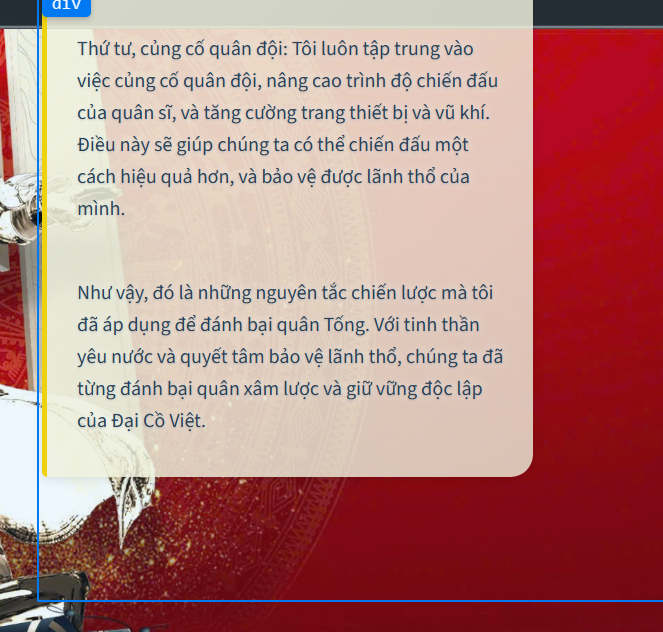 div
Thứ tư, củng cố quân đội: Tôi luôn tập trung vào
việc củng cố quân đội, nâng cao trình độ chiến đấu
của quân sĩ, và tăng cường trang thiết bị và vũ khí.
Điều này sẽ giúp chúng ta có thể chiến đấu một
cách hiệu quả hơn, và bảo vệ được lãnh thổ của
mình.
Như vậy, đó là những nguyên tắc chiến lược mà tôi
đã áp dụng để đánh bại quân Tống. Với tinh thần
yêu nước và quyết tâm bảo vệ lãnh thổ, chúng ta đã
từng đánh bại quân xâm lược và giữ vững độc lập
của Đại Cồ Việt.